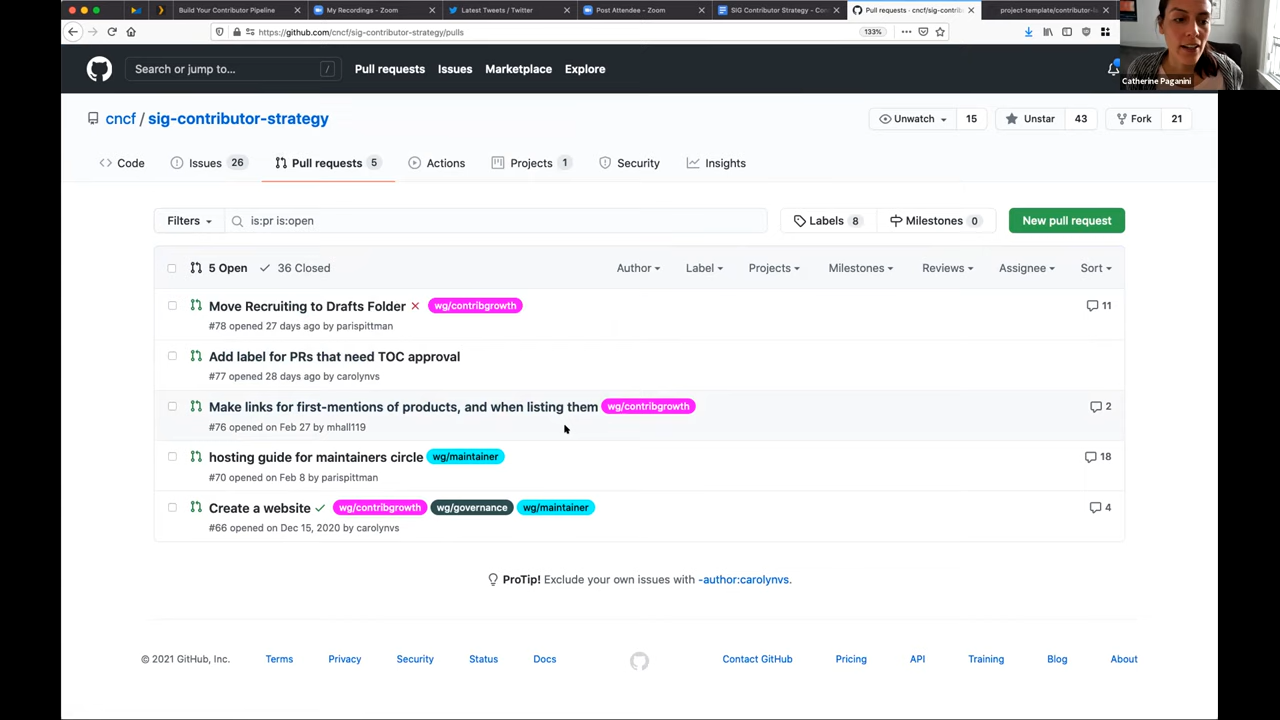 Build Your Contributor Pipeline
My Recordings - Zoom
Latest Tweets / Twitter
Post Attendee - Zoom
SIG Contributor Strategy - Con
Pull requests · cncf/sig-contrib
project-template/contributor-l
https://github.com/cncf/sig-contributor-strategy/pulls
133%
Catherine Paganini
Search or jump to...
/
Pull requests
Issues
Marketplace
Explore
cncf / sig-contributor-strategy
Unwatch
15
Unstar
43
Fork
21
Code
Issues 26
Pull requests 5
Actions
Projects 1
Security
Insights
Filters
is:pr is:open
Labels 8
Milestones 0
New pull request
5 Open
36 Closed
Author
Label
Projects
Milestones
Reviews
Assignee
Sort
Move Recruiting to Drafts Folder
wg/contribgrowth
11
#78 opened 27 days ago by parispittman
Add label for PRs that need TOC approval
#77 opened 28 days ago by carolynvs
Make links for first-mentions of products, and when listing them
wg/contribgrowth
2
#76 opened on Feb 27 by mhall119
hosting guide for maintainers circle
wg/maintainer
18
#70 opened on Feb 8 by parispittman
Create a website
wg/contribgrowth
wg/governance
wg/maintainer
4
#66 opened on Dec 15, 2020 by carolynvs
ProTip! Exclude your own issues with -author:carolynvs.
© 2021 GitHub, Inc.
Terms
Privacy
Security
Status
Docs
Contact GitHub
Pricing
API
Training
Blog
About